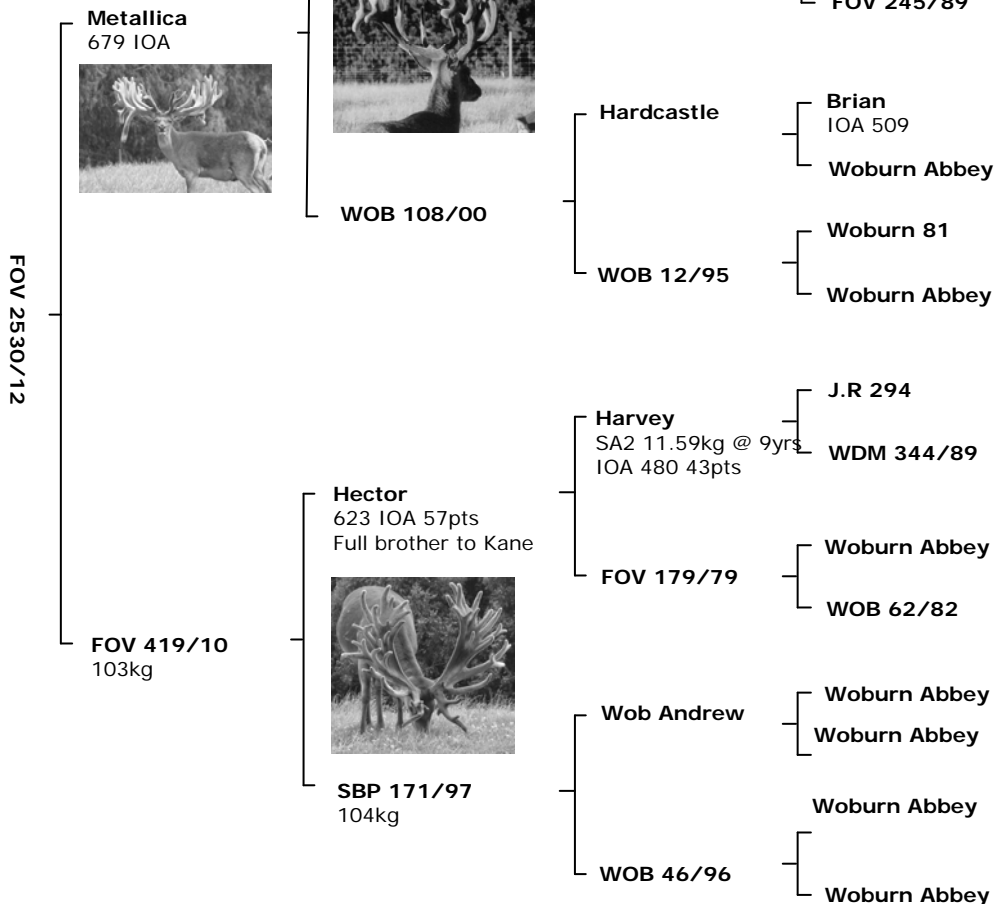 FOV 245/89
Metallica
679 IOA
Hardcastle
Brian
IOA 509
Woburn Abbey
WOB 108/00
Woburn 81
WOB 12/95
Woburn Abbey
FOV 2530/12
J.R 294
Harvey
SA2 11.59kg @ 9yrs
IOA 480 43pts
WDM 344/89
Hector
623 IOA 57pts
Full brother to Kane
Woburn Abbey
FOV 179/79
WOB 62/82
FOV 419/10
103kg
Woburn Abbey
Wob Andrew
Woburn Abbey
SBP 171/97
104kg
Woburn Abbey
WOB 46/96
Woburn Abbey